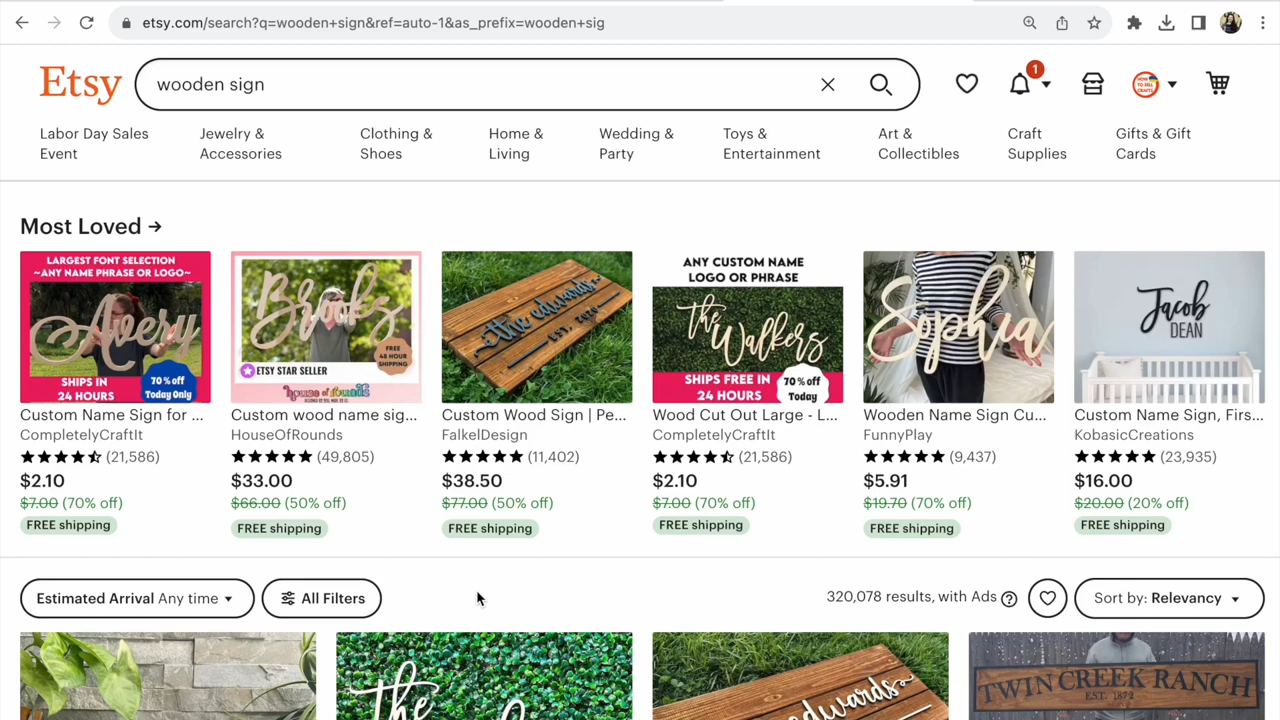 etsy.com/search?q=wooden+sign&ref=auto-1&as_prefix=wooden+sig
Etsy
wooden sign
1
HOW TO SELL CRAFTS
Labor Day Sales Event
Jewelry & Accessories
Clothing & Shoes
Home & Living
Wedding & Party
Toys & Entertainment
Art & Collectibles
Craft Supplies
Gifts & Gift Cards
Most Loved →
LARGEST FONT SELECTION
~ANY NAME PHRASE OR LOGO~
Avery
SHIPS IN
24 HOURS
70% off
Today Only
Custom Name Sign for ...
CompletelyCraftIt
(21,586)
$2.10
$7.00 (70% off)
FREE shipping
Brooks
FREE
48 HOUR
SHIPPING
ETSY STAR SELLER
house of rounds
Custom wood name sig...
HouseOfRounds
(49,805)
$33.00
$66.00 (50% off)
FREE shipping
the edwards
EST. 2020
Custom Wood Sign | Pe...
FalkelDesign
(11,402)
$38.50
$77.00 (50% off)
FREE shipping
ANY CUSTOM NAME
LOGO OR PHRASE
the Walkers
SHIPS FREE IN
24 HOURS
70% off
Today
Wood Cut Out Large - L...
CompletelyCraftIt
(21,586)
$2.10
$7.00 (70% off)
FREE shipping
Sophia
Wooden Name Sign Cu...
FunnyPlay
(9,437)
$5.91
$19.70 (70% off)
FREE shipping
Jacob
DEAN
Custom Name Sign, Firs...
KobasicCreations
(23,935)
$16.00
$20.00 (20% off)
FREE shipping
Estimated Arrival Any time
All Filters
320,078 results, with Ads ?
Sort by: Relevancy
the
edwards
TWIN CREEK RANCH
EST. 1872